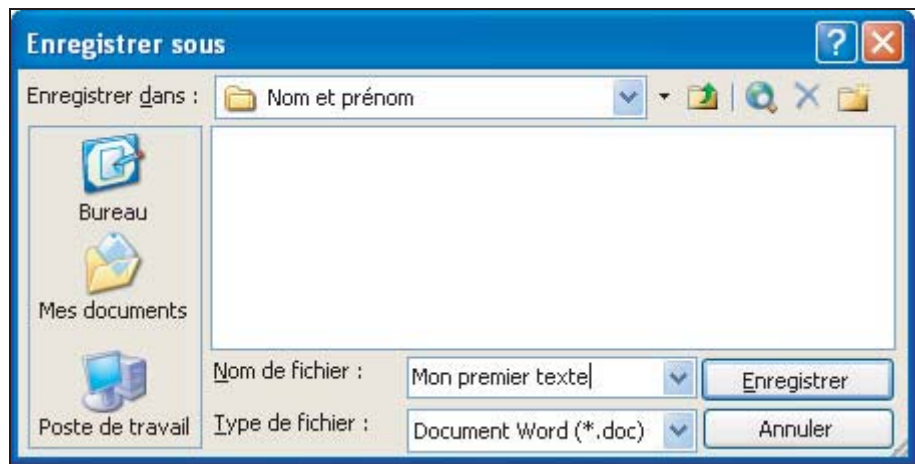 Enregistrer sous
Enregistrer dans :
Nom et prénom
Bureau
Mes documents
Poste de travail
Nom de fichier :
Mon premier texte
Enregistrer
Type de fichier :
Document Word (*.doc)
Annuler